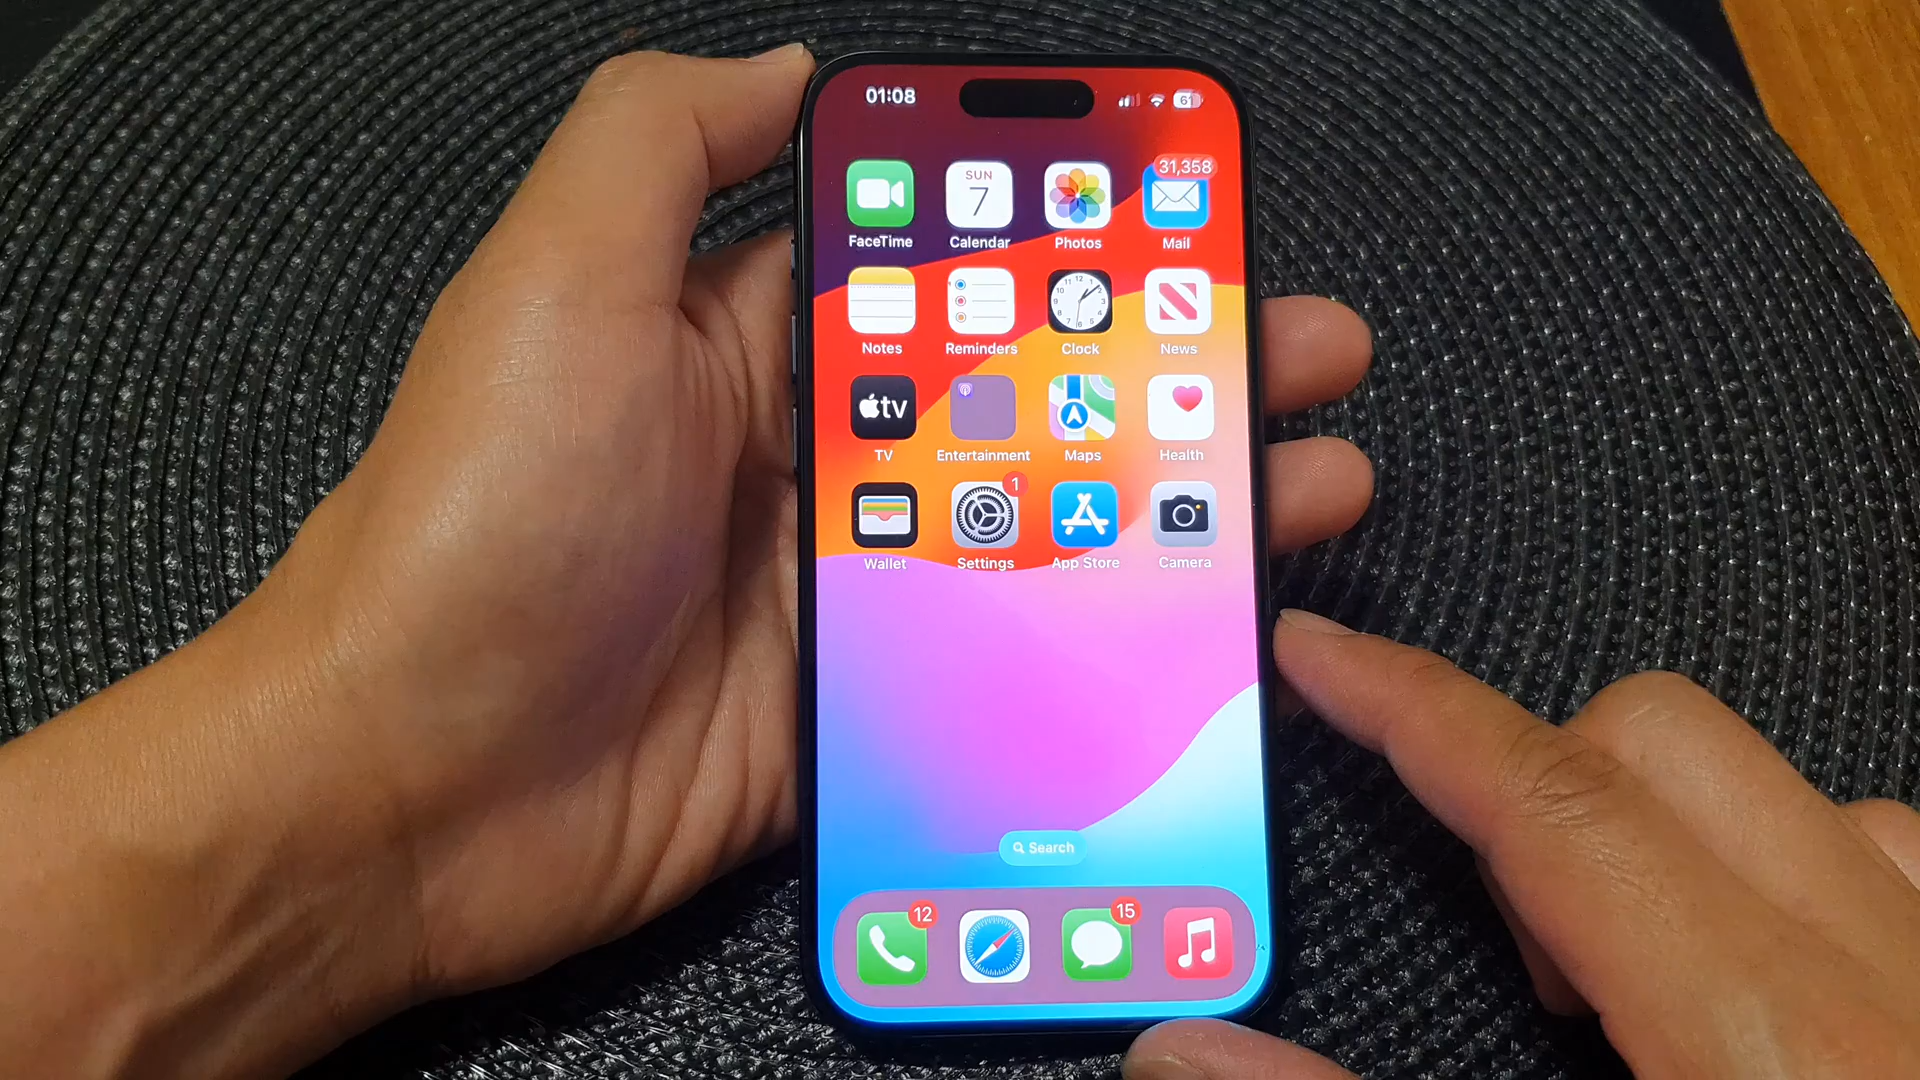 01:08
61
31,358
SUN
7
FaceTime
Calendar
Photos
Mail
Notes
Reminders
Clock
News
tv
TV
Entertainment
Maps
Health
1
Wallet
Settings
App Store
Camera
Search
12
15